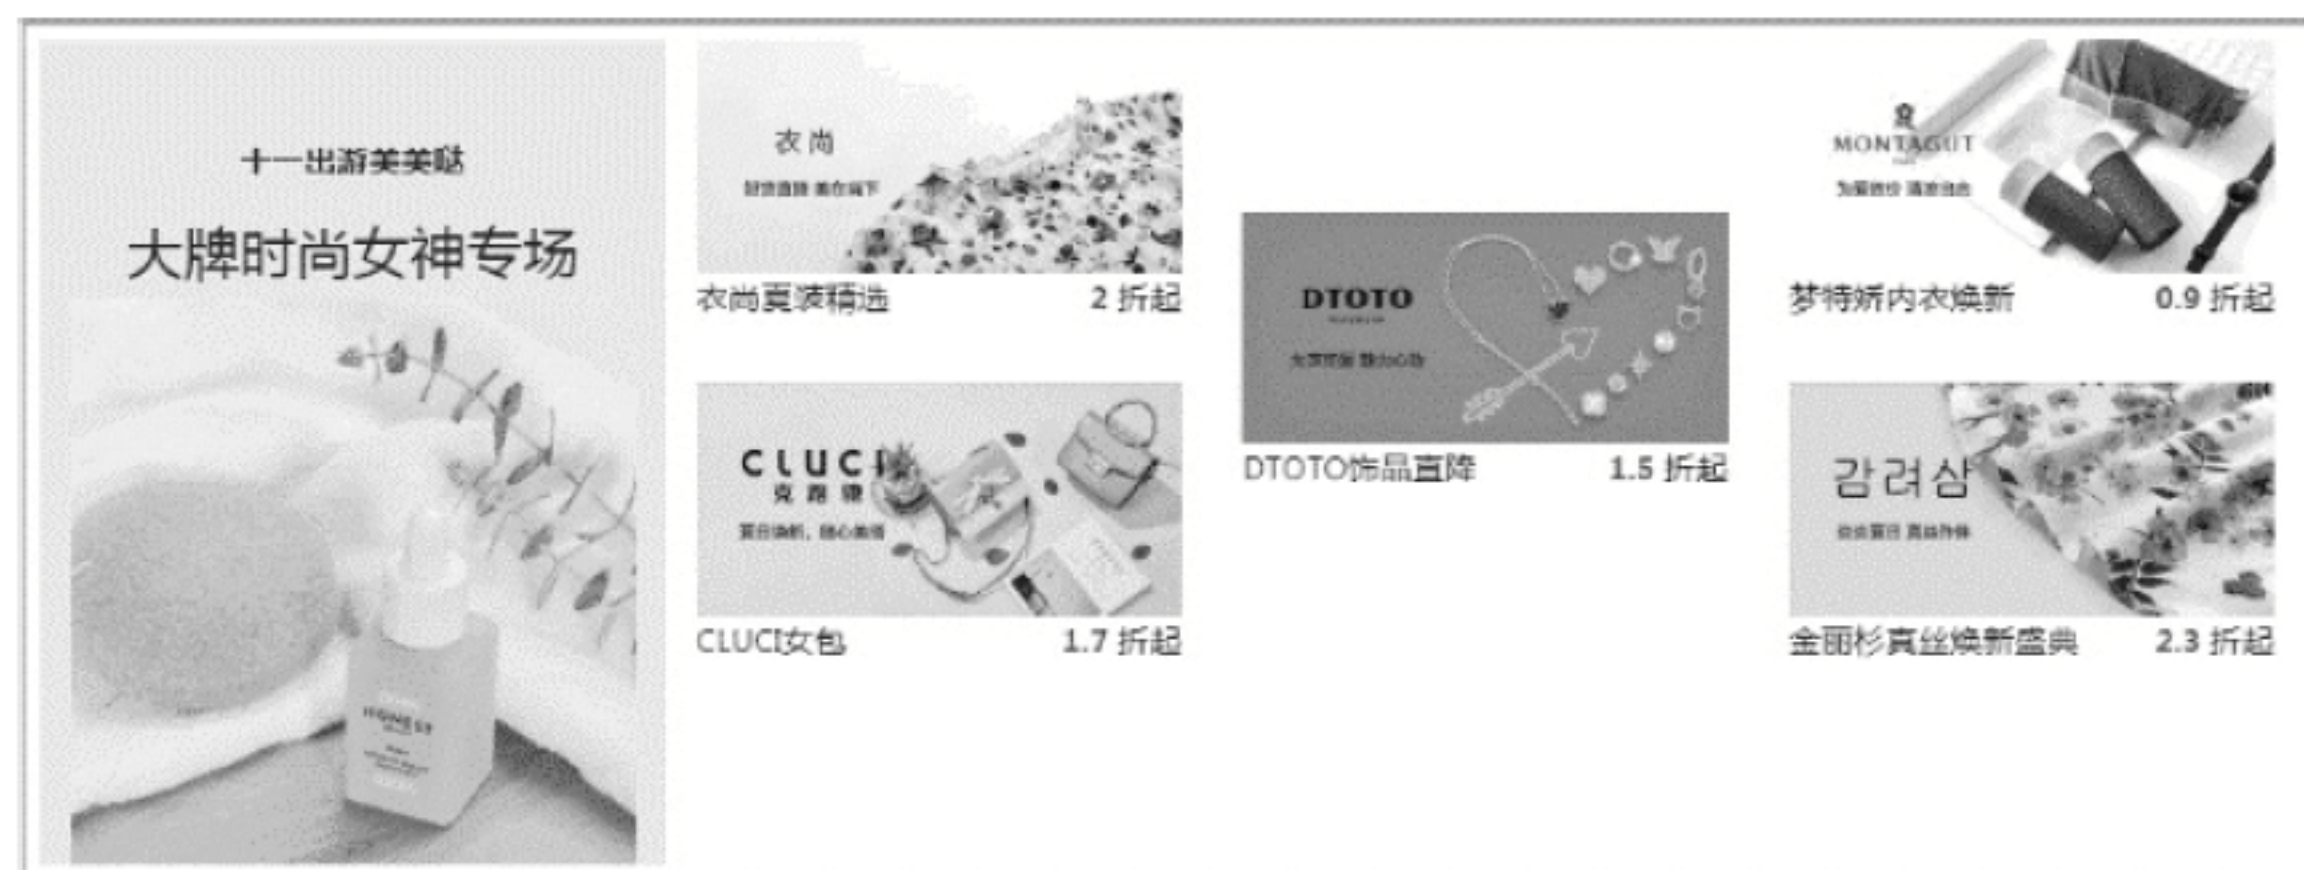 十一出游美美哒
大牌时尚女神专场
衣尚
衣尚夏装精选 2 折起
CLUCI
CLUCI女包 1.7 折起
DTOTO
DTOTO饰品直降 1.5 折起
MONTAGUT
梦特娇内衣焕新 0.9 折起
감려삼
金丽杉真丝焕新盛典 2.3 折起
HONEST